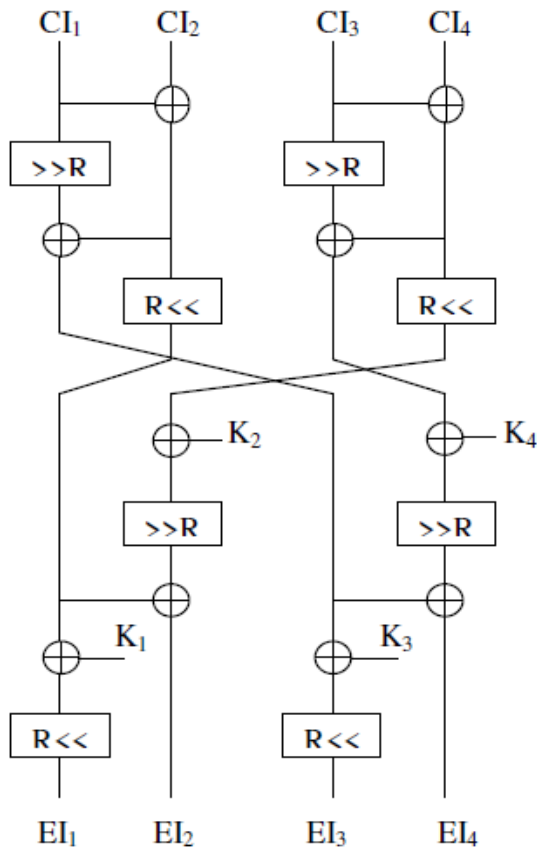 CI₁ CI₂ CI₃ CI₄
>>R >>R
R<< R<<
K₂ K₄
>>R >>R
K₁ K₃
R<< R<<
EI₁ EI₂ EI₃ EI₄